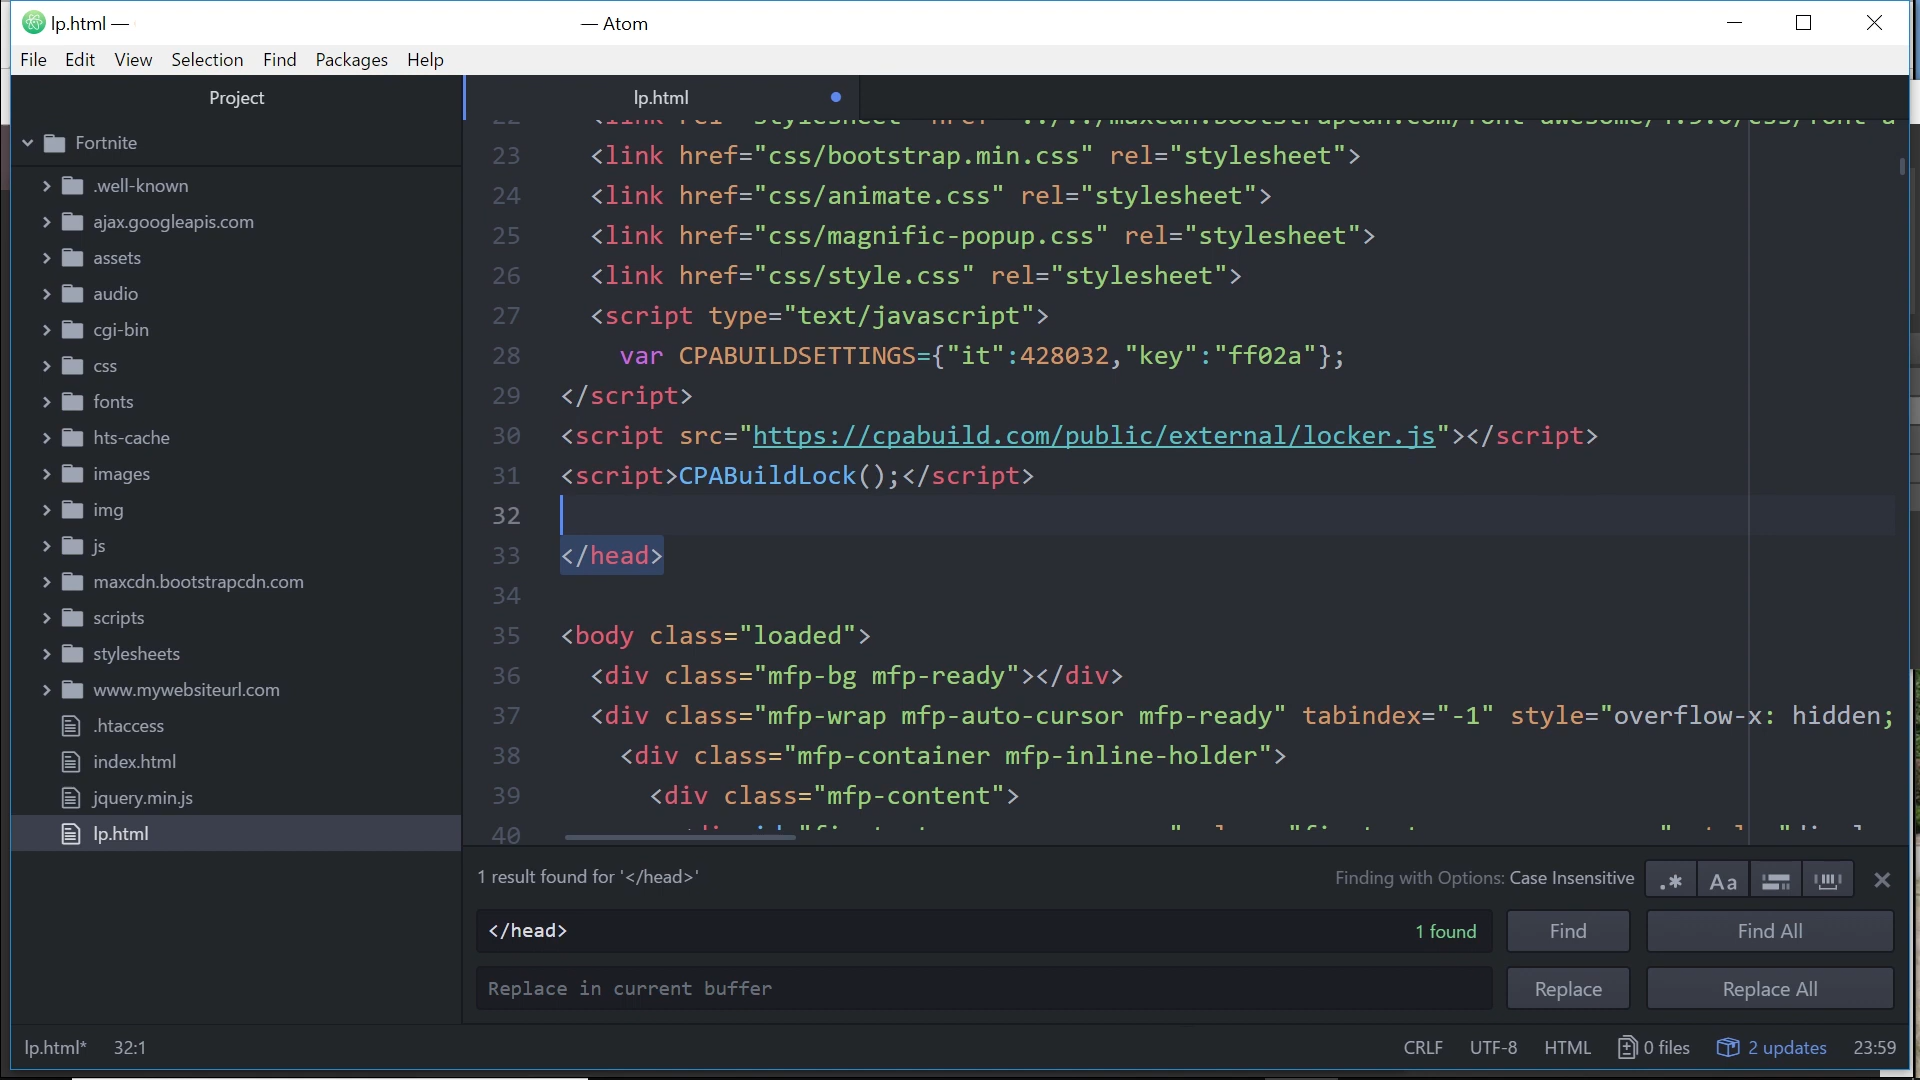 lp.html —
— Atom
File Edit View Selection Find Packages Help
Project
lp.html
Fortnite
.well-known
ajax.googleapis.com
assets
audio
cgi-bin
css
fonts
hts-cache
images
img
js
maxcdn.bootstrapcdn.com
scripts
stylesheets
www.mywebsiteurl.com
.htaccess
index.html
jquery.min.js
lp.html
23 <link href="css/bootstrap.min.css" rel="stylesheet">
24 <link href="css/animate.css" rel="stylesheet">
25 <link href="css/magnific-popup.css" rel="stylesheet">
26 <link href="css/style.css" rel="stylesheet">
27 <script type="text/javascript">
28 var CPABUILDSETTINGS={"it":428032,"key":"ff02a"};
29 </script>
30 <script src="https://cpabuild.com/public/external/locker.js"></script>
31 <script>CPABuildLock();</script>
32
33 </head>
34
35 <body class="loaded">
36 <div class="mfp-bg mfp-ready"></div>
37 <div class="mfp-wrap mfp-auto-cursor mfp-ready" tabindex="-1" style="overflow-x: hidden;
38 <div class="mfp-container mfp-inline-holder">
39 <div class="mfp-content">
40
1 result found for '</head>'
Finding with Options: Case Insensitive
.* Aa
</head> 1 found Find Find All
Replace in current buffer Replace Replace All
lp.html* 32:1 CRLF UTF-8 HTML 0 files 2 updates 23:59